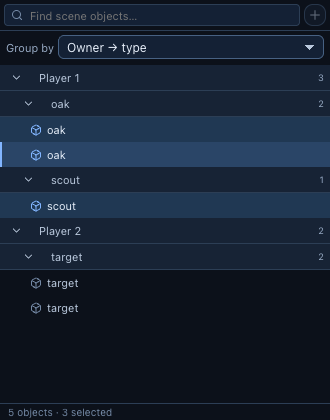 Find scene objects...
Group by Owner → type
Player 1 3
oak 2
oak
oak
scout 1
scout
Player 2 2
target 2
target
target
5 objects · 3 selected